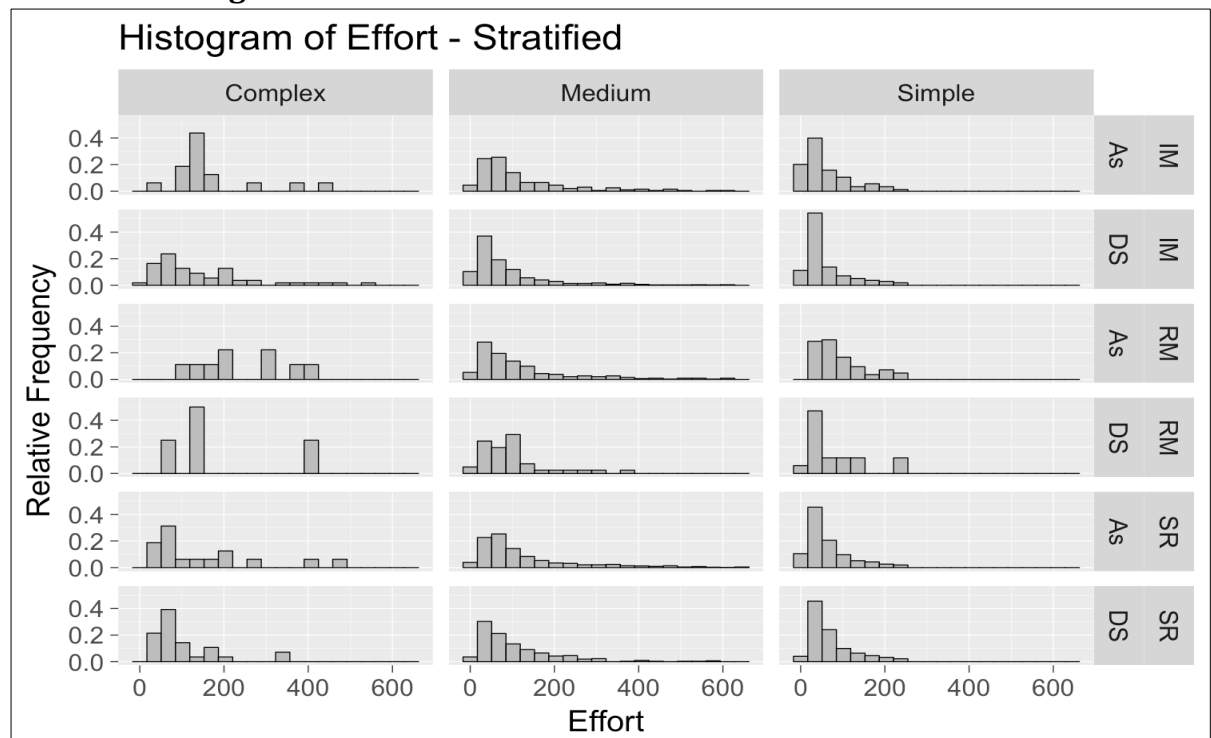 Histogram of Effort - Stratified
Complex Medium Simple
Relative Frequency
0.4
0.2
0.0
As IM
0.4
0.2
0.0
DS IM
0.4
0.2
0.0
As RM
0.4
0.2
0.0
DS RM
0.4
0.2
0.0
As SR
0.4
0.2
0.0
DS SR
0 200 400 600 0 200 400 600 0 200 400 600
Effort